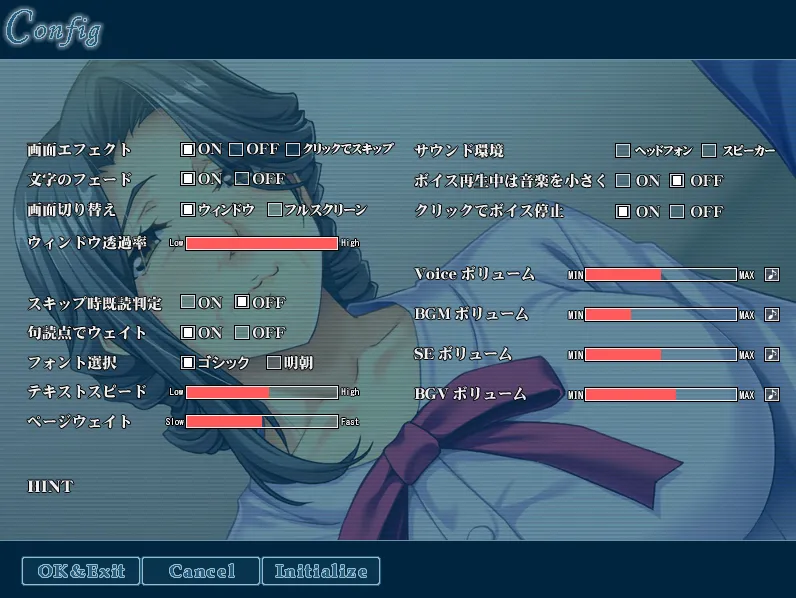 Config
画面エフェクト ON OFF クリックでスキップ
文字のフェード ON OFF
画面切り替え ウィンドウ フルスクリーン
ウィンドウ透過率 Low High
スキップ時既読判定 ON OFF
句読点でウェイト ON OFF
フォント選択 ゴシック 明朝
テキストスピード Low High
ページウェイト Slow Fast
HINT
サウンド環境 ヘッドフォン スピーカー
ボイス再生中は音楽を小さく ON OFF
クリックでボイス停止 ON OFF
Voice ボリューム MIN MAX
BGM ボリューム MIN MAX
SE ボリューム MIN MAX
BGV ボリューム MIN MAX
OK&Exit Cancel Initialize